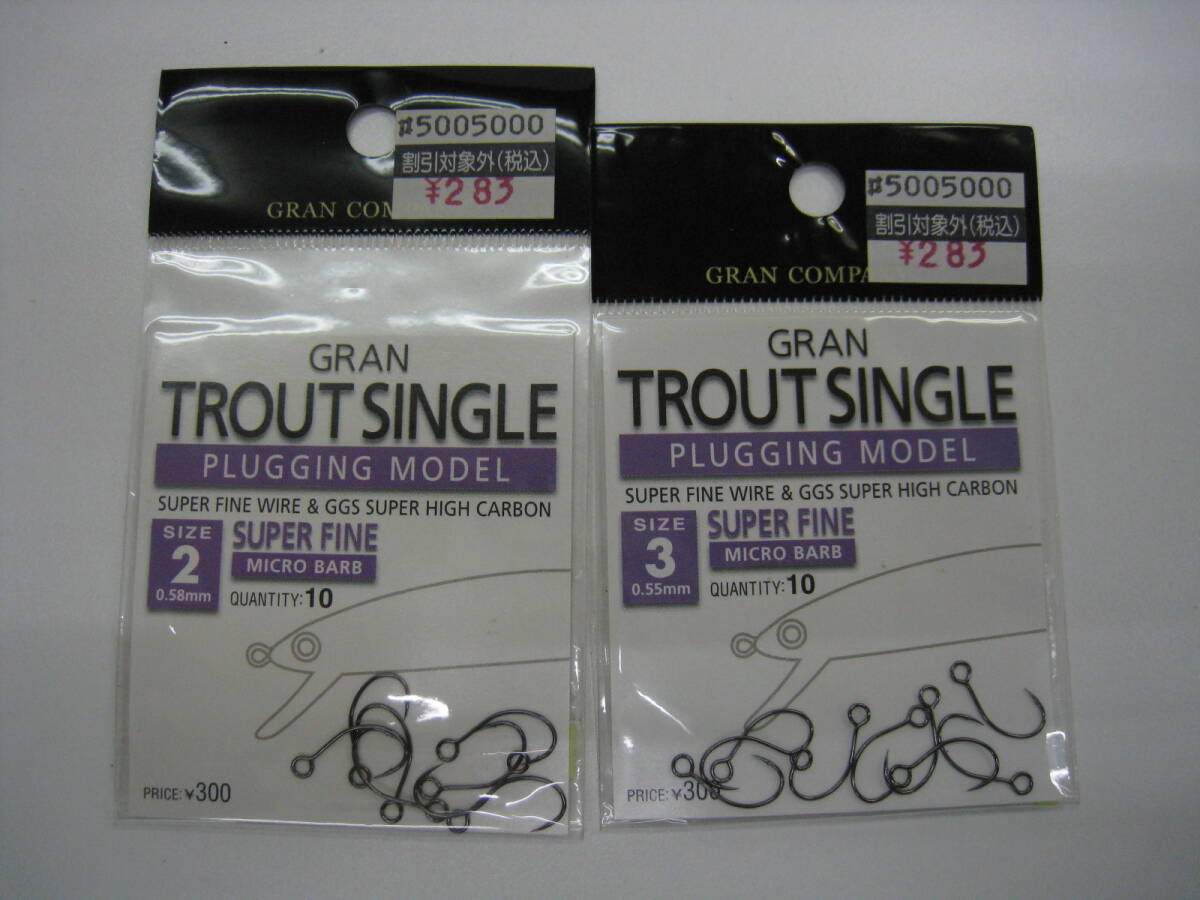 #5005000
割引対象外(税込)
¥283
GRAN COM
GRAN
TROUT SINGLE
PLUGGING MODEL
SUPER FINE WIRE & GGS SUPER HIGH CARBON
SIZE
2
0.58mm
SUPER FINE
MICRO BARB
QUANTITY:10
PRICE:¥300
#5005000
割引対象外(税込)
¥283
GRAN COMPA
GRAN
TROUT SINGLE
PLUGGING MODEL
SUPER FINE WIRE & GGS SUPER HIGH CARBON
SIZE
3
0.55mm
SUPER FINE
MICRO BARB
QUANTITY:10
PRICE:¥300